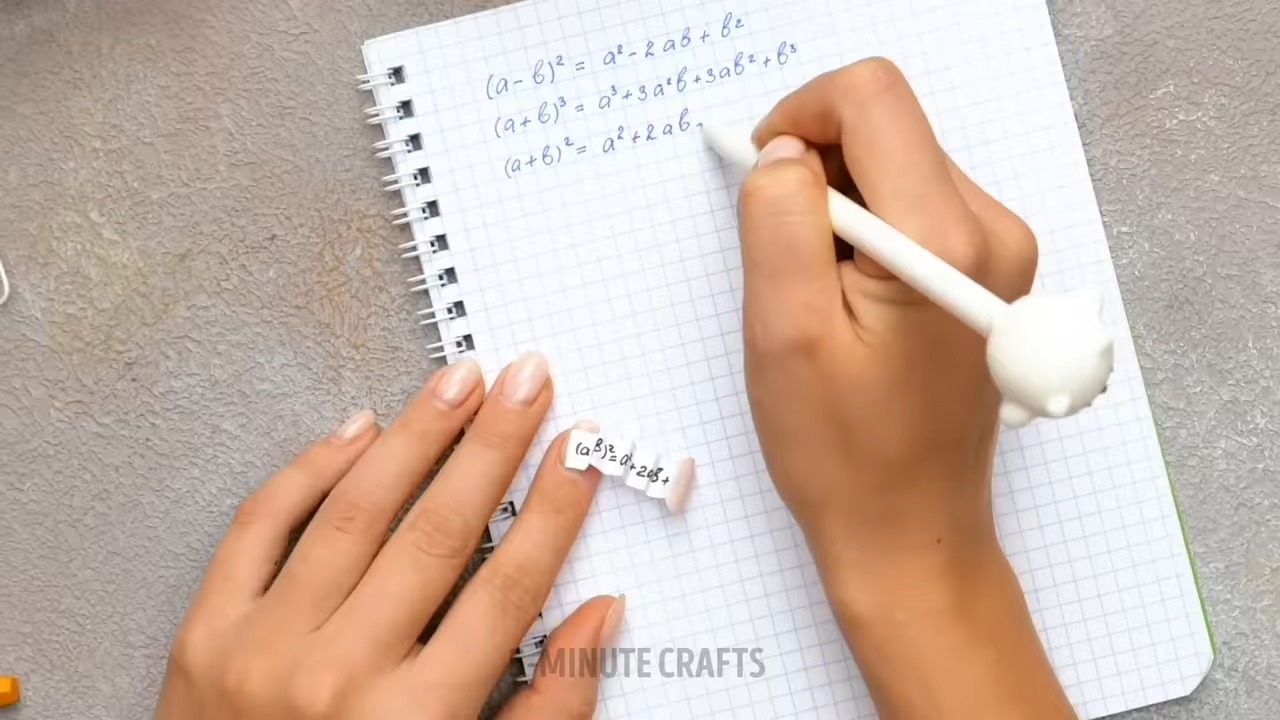 (a-b)² = a² - 2ab + b²
(a+b)³ = a³ + 3a²b + 3ab² + b³
(a+b)² = a² + 2ab +
(a b)² = a² + 2ab +
MINUTE CRAFTS